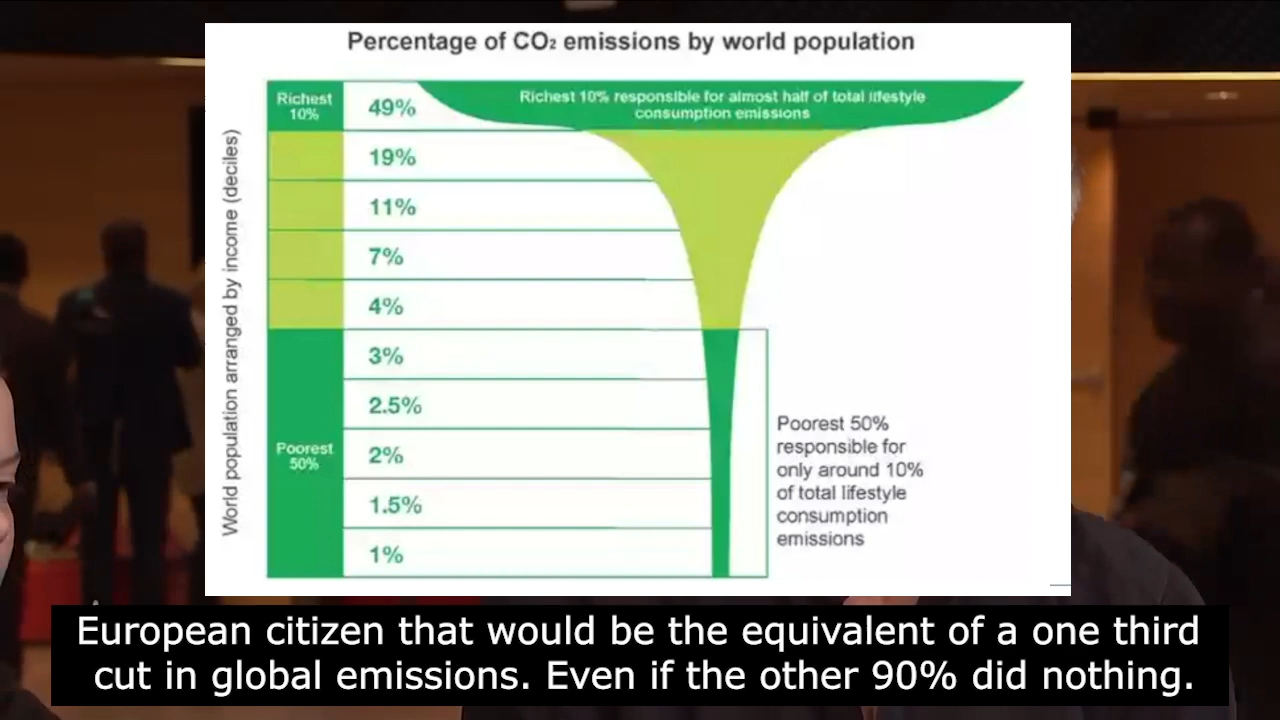 Percentage of CO₂ emissions by world population
World population arranged by income (deciles)
Richest
10%
49%
Richest 10% responsible for almost half of total lifestyle
consumption emissions
19%
11%
7%
4%
3%
2.5%
Poorest
50%
2%
1.5%
1%
Poorest 50%
responsible for
only around 10%
of total lifestyle
consumption
emissions
European citizen that would be the equivalent of a one third
cut in global emissions. Even if the other 90% did nothing.